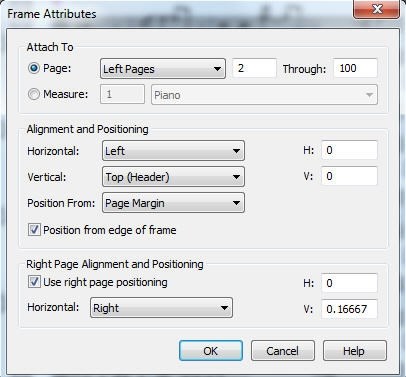 Frame Attributes
Attach To
Page: Left Pages 2 Through: 100
Measure: 1 Piano
Alignment and Positioning
Horizontal: Left H: 0
Vertical: Top (Header) V: 0
Position From: Page Margin
Position from edge of frame
Right Page Alignment and Positioning
Use right page positioning H: 0
Horizontal: Right V: 0.16667
OK Cancel Help